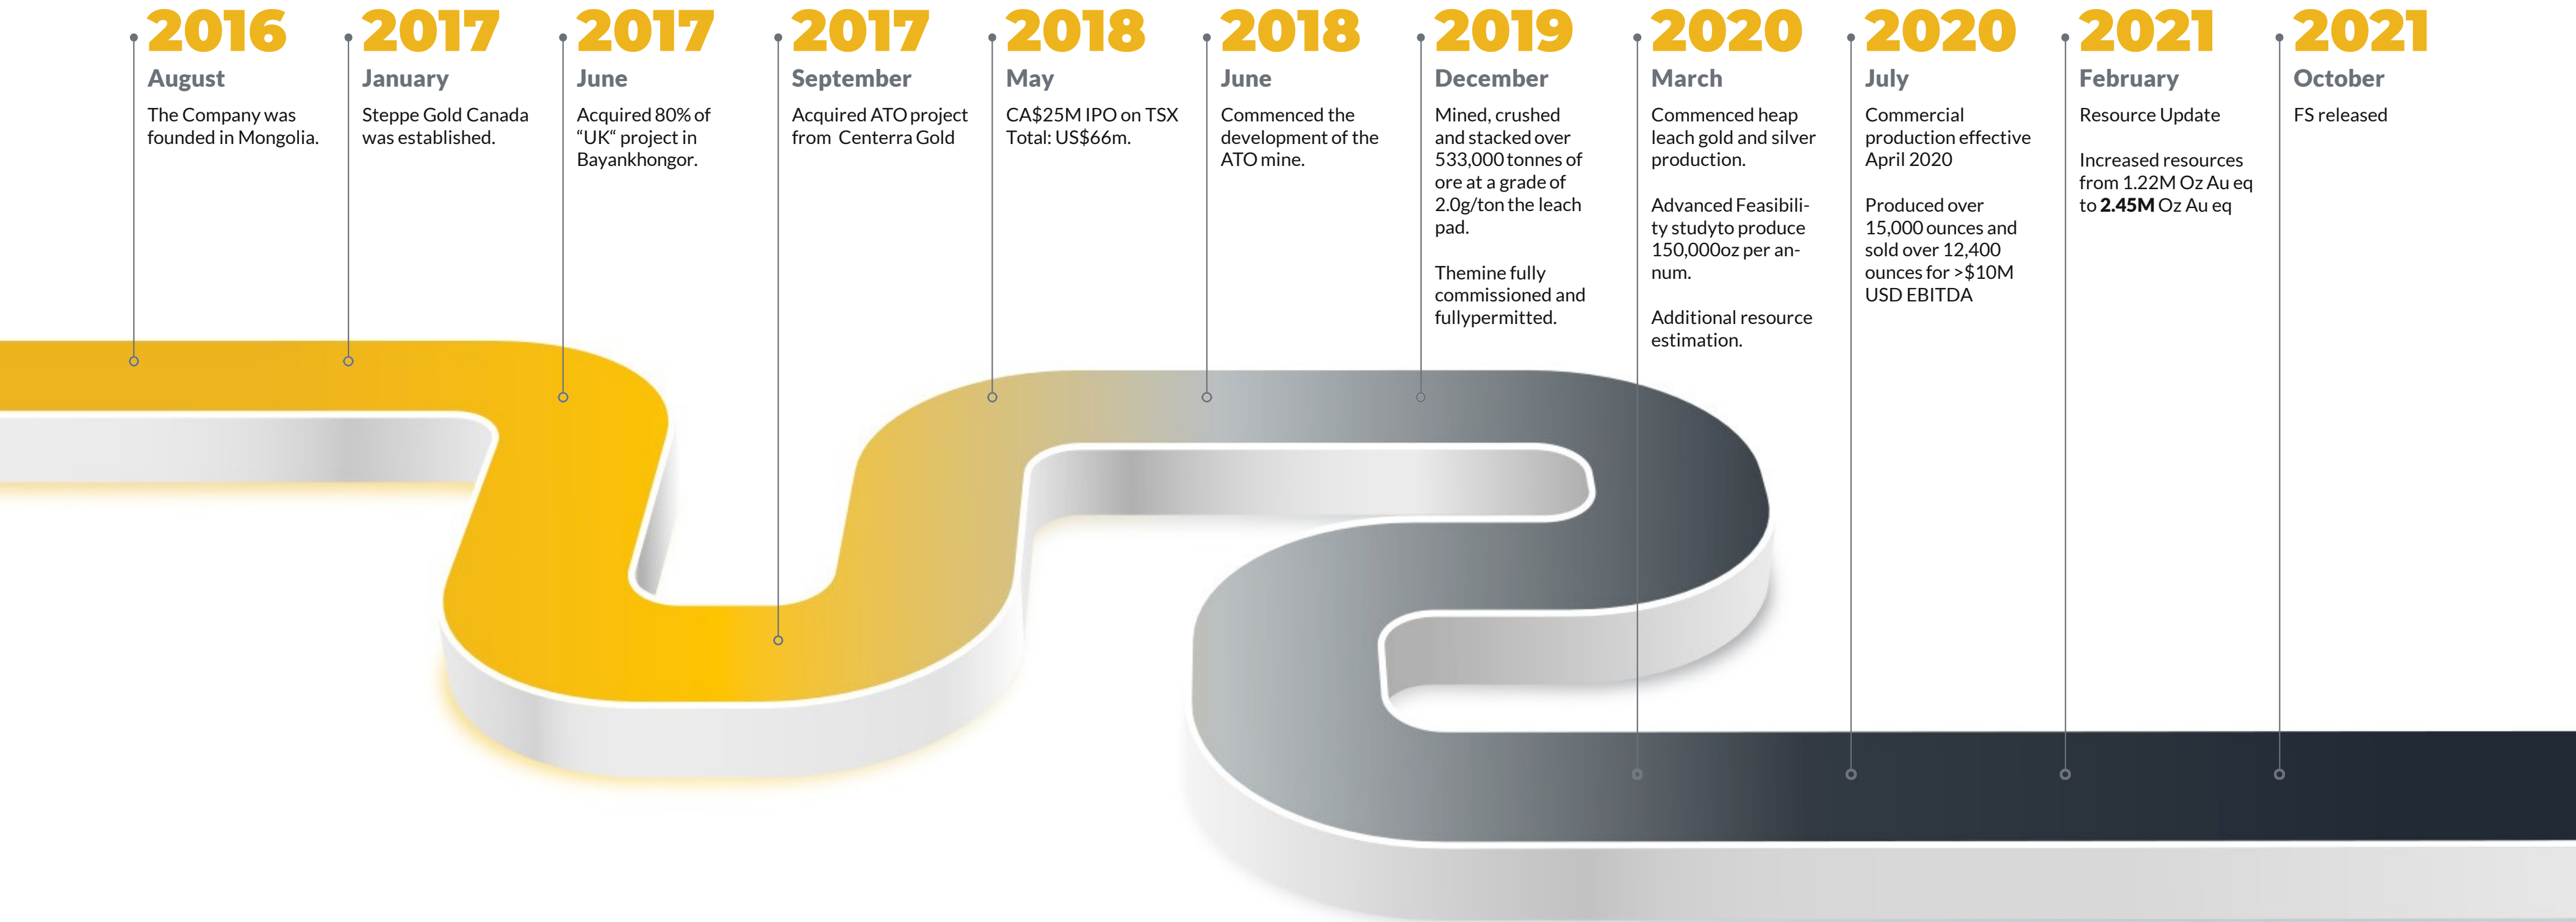 2016
August
The Company was
founded in Mongolia.
2017
January
Steppe Gold Canada
was established.
2017
June
Acquired 80% of
“UK“ project in
Bayankhongor.
2017
September
Acquired ATO project
from Centerra Gold
2018
May
CA$25M IPO on TSX
Total: US$66m.
2018
June
Commenced the
development of the
ATO mine.
2019
December
Mined, crushed
and stacked over
533,000 tonnes of
ore at a grade of
2.0g/ton the leach
pad.
Themine fully
commissioned and
fullypermitted.
2020
March
Commenced heap
leach gold and silver
production.
Advanced Feasibili-
ty studyto produce
150,000oz per an-
num.
Additional resource
estimation.
2020
July
Commercial
production effective
April 2020
Produced over
15,000 ounces and
sold over 12,400
ounces for >$10M
USD EBITDA
2021
February
Resource Update
Increased resources
from 1.22M Oz Au eq
to 2.45M Oz Au eq
2021
October
FS released